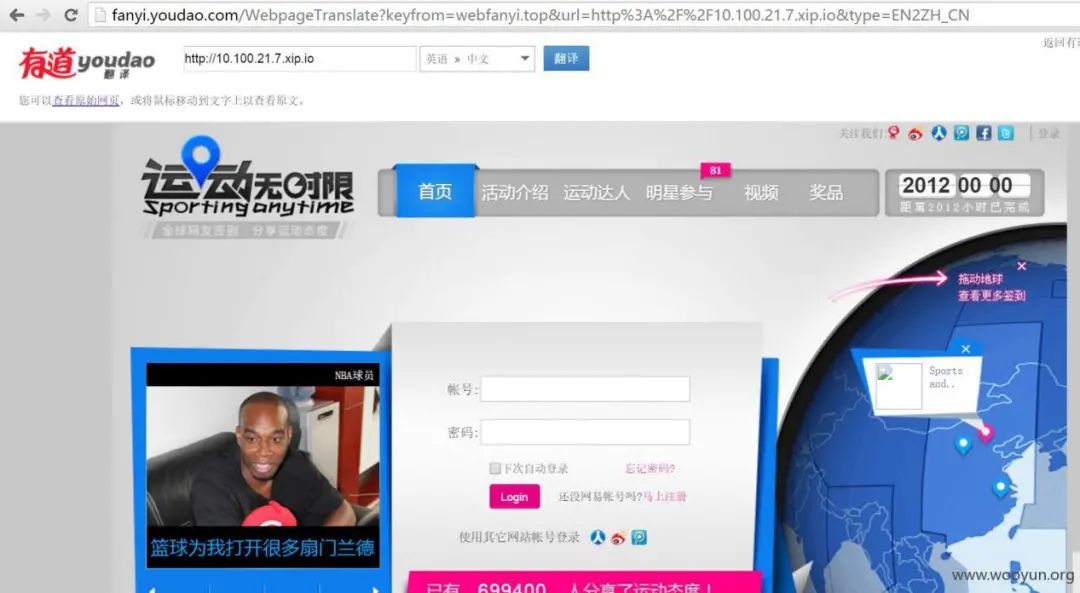 fanyi.youdao.com/WebpageTranslate?keyfrom=webfanyi.top&url=http%3A%2F%2F10.100.21.7.xip.io&type=EN2ZH_CN
返回有道
有道youdao
翻译
http://10.100.21.7.xip.io
英语 » 中文
翻译
您可以查看原始网页，或将鼠标移动到文字上以查看原文。
关注我们:
登录
运动无时限
Sporting anytime
全球网友签到，分享运动态度
首页
活动介绍
运动达人
明星参与
81
视频
奖品
2012 00 00
距离2012小时已完成
拖动地球
查看更多签到
NBA球员
Sports
and..
帐号:
密码:
下次自动登录
忘记密码?
Login
还没网易帐号吗?马上注册
篮球为我打开很多扇门兰德
使用其它网站帐号登录
已有 699400 人分享了运动态度！
www.wooyun.org